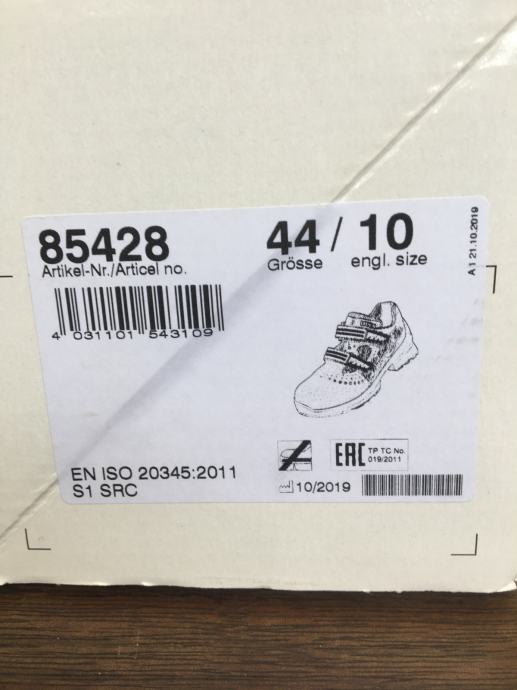 85428
Artikel-Nr./Articel no.
44 / 10
Grösse engl. size
A 1 21.10.2019
4 031101 543109
EN ISO 20345:2011
S1 SRC
EAC TP TC No.
019/2011
10/2019